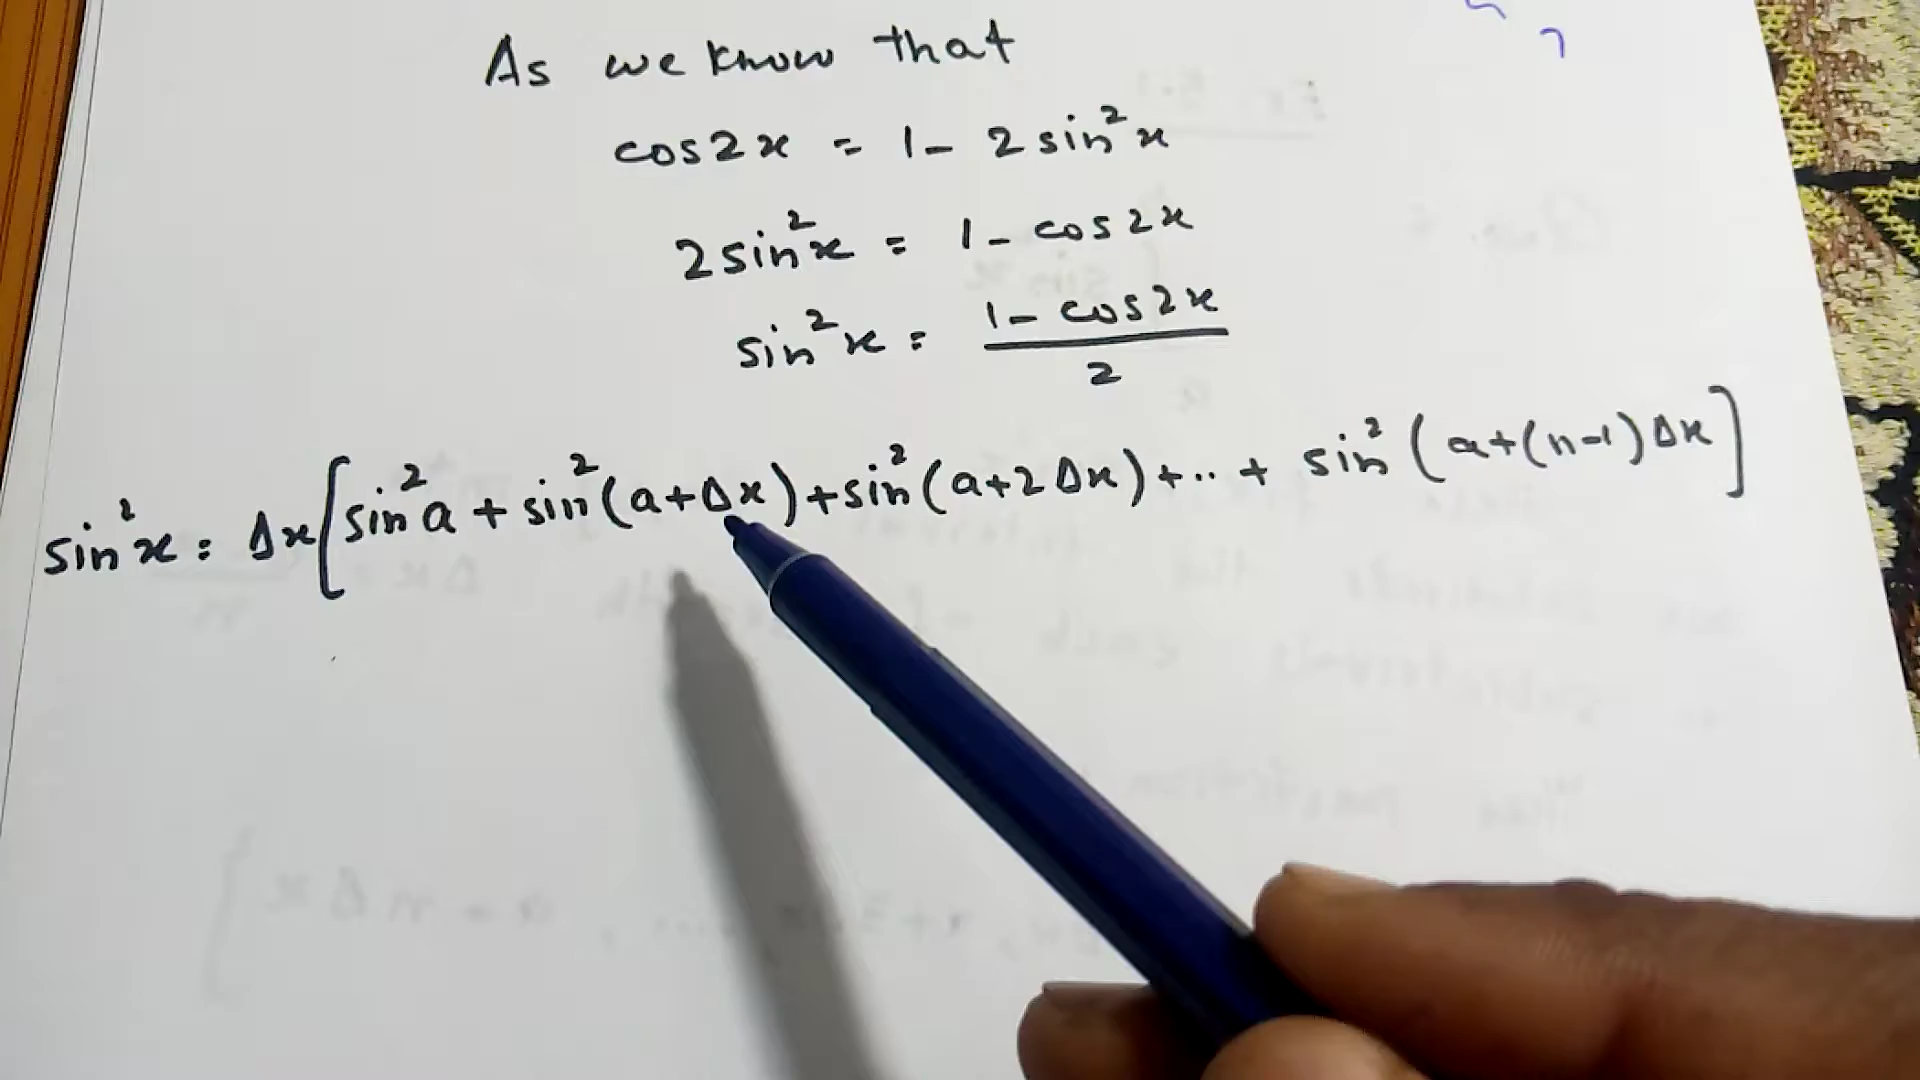 As we know that
cos2x = 1 - 2sin²x
2sin²x = 1 - cos2x
sin²x = (1 - cos2x)/2
sin²x = Δx[sin²a + sin²(a+Δx) + sin²(a+2Δx) + .. + sin²(a+(n-1)Δx]